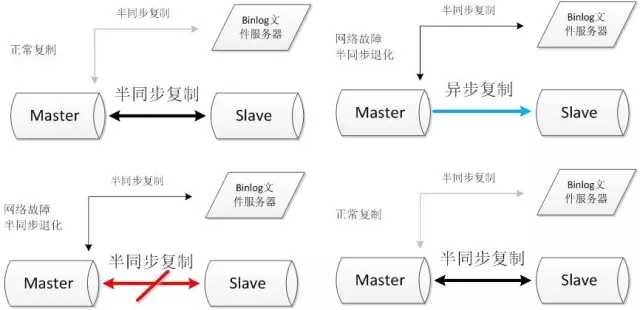 半同步复制
Binlog文
件服务器
正常复制
Master
半同步复制
Slave
半同步复制
Binlog文
件服务器
网络故障
半同步退化
Master
异步复制
Slave
半同步复制
Binlog文
件服务器
网络故障
半同步退化
Master
半同步复制
Slave
半同步复制
Binlog文
件服务器
正常复制
Master
半同步复制
Slave